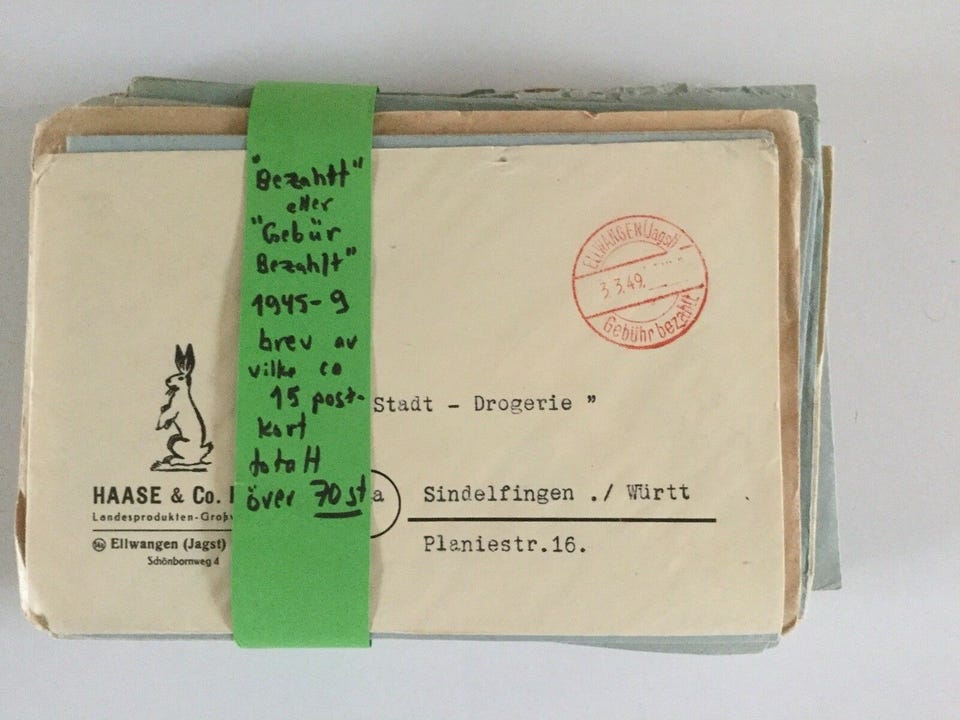 "Bezahlt"
eller
"Gebür
Bezahlt"
1945-9
brev av
vilka ca
15 post-
kort
totalt
över 70 st
ELLWANGEN (Jagst)
3.3.49.
Gebühr bezahlt
Stadt - Drogerie "
HAASE & Co.
Landesprodukten-Groß
Ellwangen (Jagst)
Schönbornweg 4
a
Sindelfingen ./ Württ
Planiestr.16.